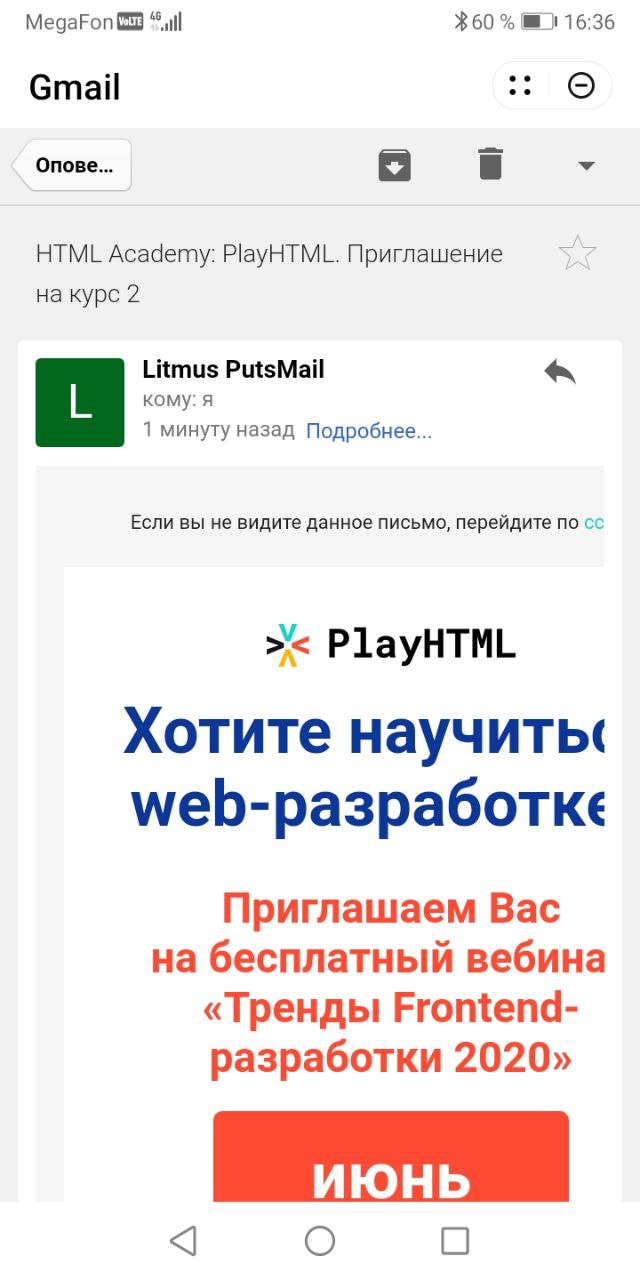 MegaFon VoLTE 4G 60 % 16:36
Gmail
Опове...
HTML Academy: PlayHTML. Приглашение
на курс 2
L
Litmus PutsMail
кому: я
1 минуту назад Подробнее...
Если вы не видите данное письмо, перейдите по сс
PlayHTML
Хотите научитьс
web-разработке
Приглашаем Вас
на бесплатный вебина
«Тренды Frontend-
разработки 2020»
июнь